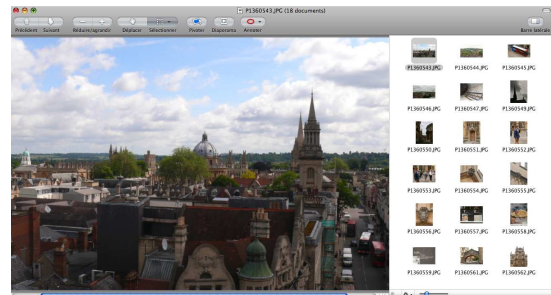 P1360543.JPG (18 documents)
Précédent Suivant Réduire/agrandir Déplacer Sélectionner Pivoter Diaporama Annoter Barre latérale
P1360543.JPG P1360544.JPG P1360545.JPG
P1360546.JPG P1360547.JPG P1360549.JPG
P1360550.JPG P1360551.JPG P1360552.JPG
P1360553.JPG P1360554.JPG P1360555.JPG
P1360556.JPG P1360557.JPG P1360558.JPG
P1360559.JPG P1360561.JPG P1360562.JPG